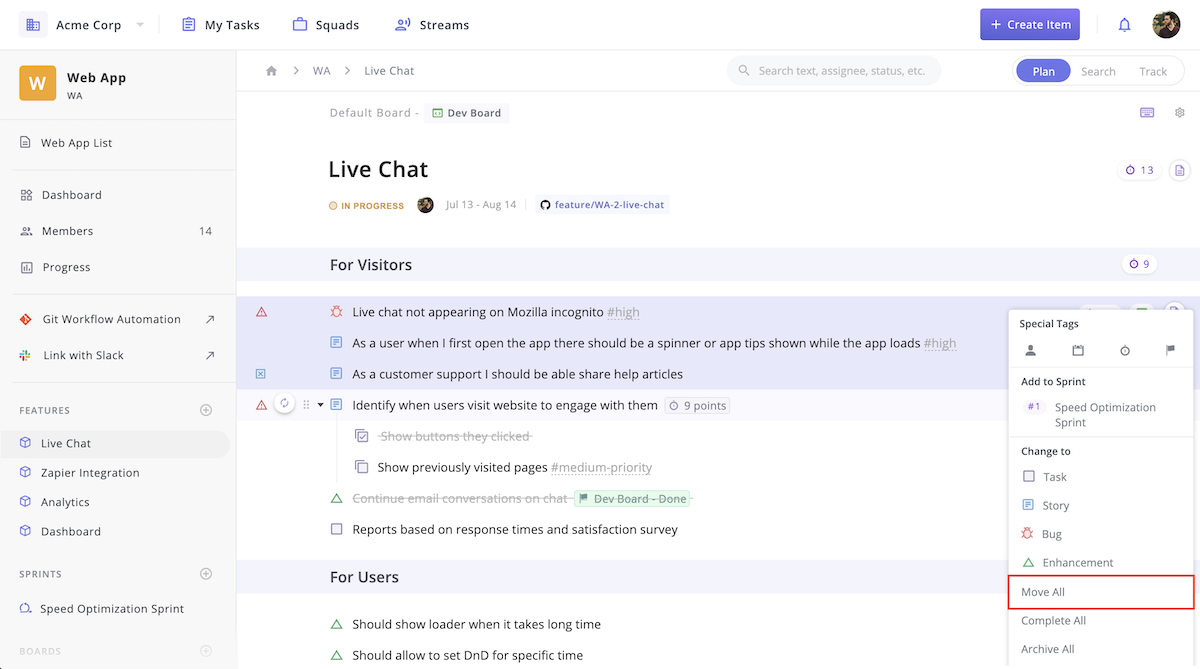 Acme Corp
My Tasks
Squads
Streams
+ Create Item
W
Web App
WA
Web App List
Dashboard
Members 14
Progress
Git Workflow Automation
Link with Slack
FEATURES
Live Chat
Zapier Integration
Analytics
Dashboard
SPRINTS
Speed Optimization Sprint
BOARDS
WA
Live Chat
Search text, assignee, status, etc.
Plan
Search
Track
Default Board - Dev Board
Live Chat
13
IN PROGRESS Jul 13 - Aug 14 feature/WA-2-live-chat
For Visitors 9
Live chat not appearing on Mozilla incognito #high
As a user when I first open the app there should be a spinner or app tips shown while the app loads #high
As a customer support I should be able share help articles
Identify when users visit website to engage with them 9 points
Show buttons they clicked
Show previously visited pages #medium-priority
Continue email conversations on chat Dev Board - Done
Reports based on response times and satisfaction survey
For Users
Should show loader when it takes long time
Should allow to set DnD for specific time
Special Tags
Add to Sprint
#1 Speed Optimization
Sprint
Change to
Task
Story
Bug
Enhancement
Move All
Complete All
Archive All